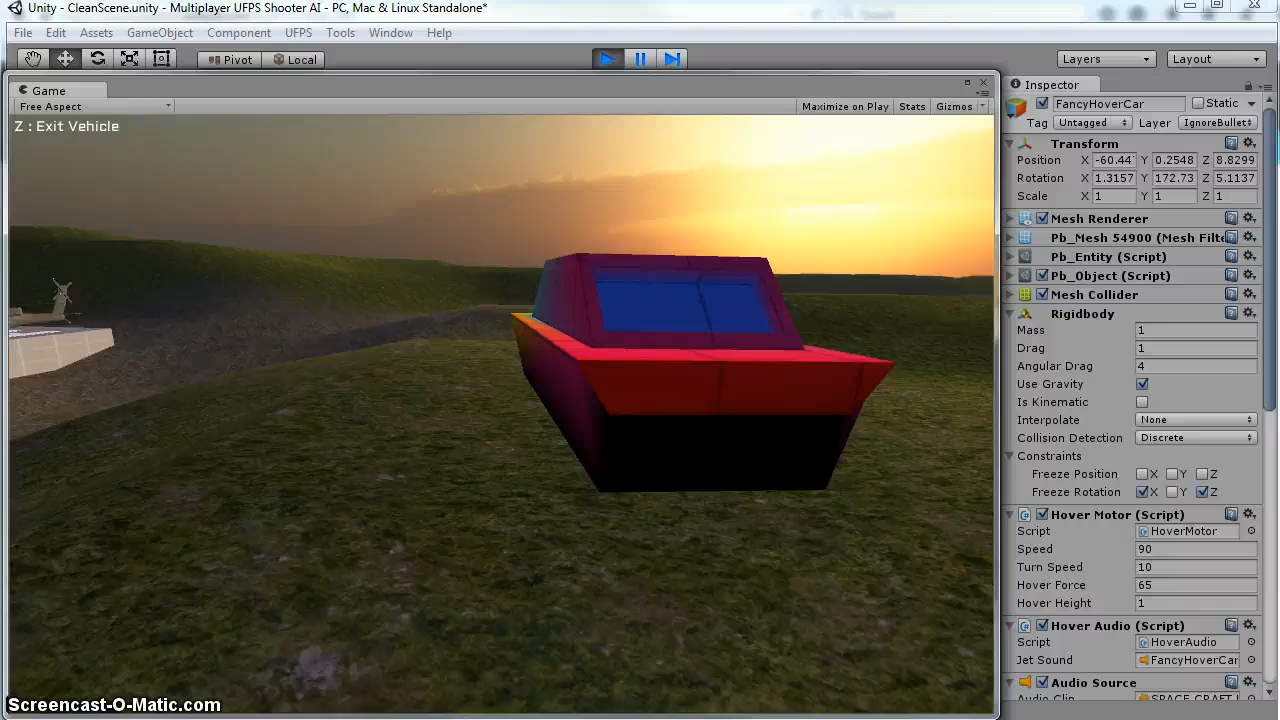 Unity - CleanScene.unity - Multiplayer UFPS Shooter AI - PC, Mac & Linux Standalone*
File Edit Assets GameObject Component UFPS Tools Window Help
Pivot Local Layers Layout
Game
Free Aspect Maximize on Play Stats Gizmos
Z : Exit Vehicle
Inspector
FancyHoverCar Static
Tag Untagged Layer IgnoreBullet
Transform
Position X -60.44 Y 0.2548 Z 8.8299
Rotation X 1.3157 Y 172.73 Z 5.1137
Scale X 1 Y 1 Z 1
Mesh Renderer
Pb_Mesh 54900 (Mesh Filte
Pb_Entity (Script)
Pb_Object (Script)
Mesh Collider
Rigidbody
Mass 1
Drag 1
Angular Drag 4
Use Gravity
Is Kinematic
Interpolate None
Collision Detection Discrete
Constraints
Freeze Position X Y Z
Freeze Rotation X Y Z
Hover Motor (Script)
Script HoverMotor
Speed 90
Turn Speed 10
Hover Force 65
Hover Height 1
Hover Audio (Script)
Script HoverAudio
Jet Sound FancyHoverCar
Audio Source
Audio Clip SPACE CRAFT
Screencast-O-Matic.com